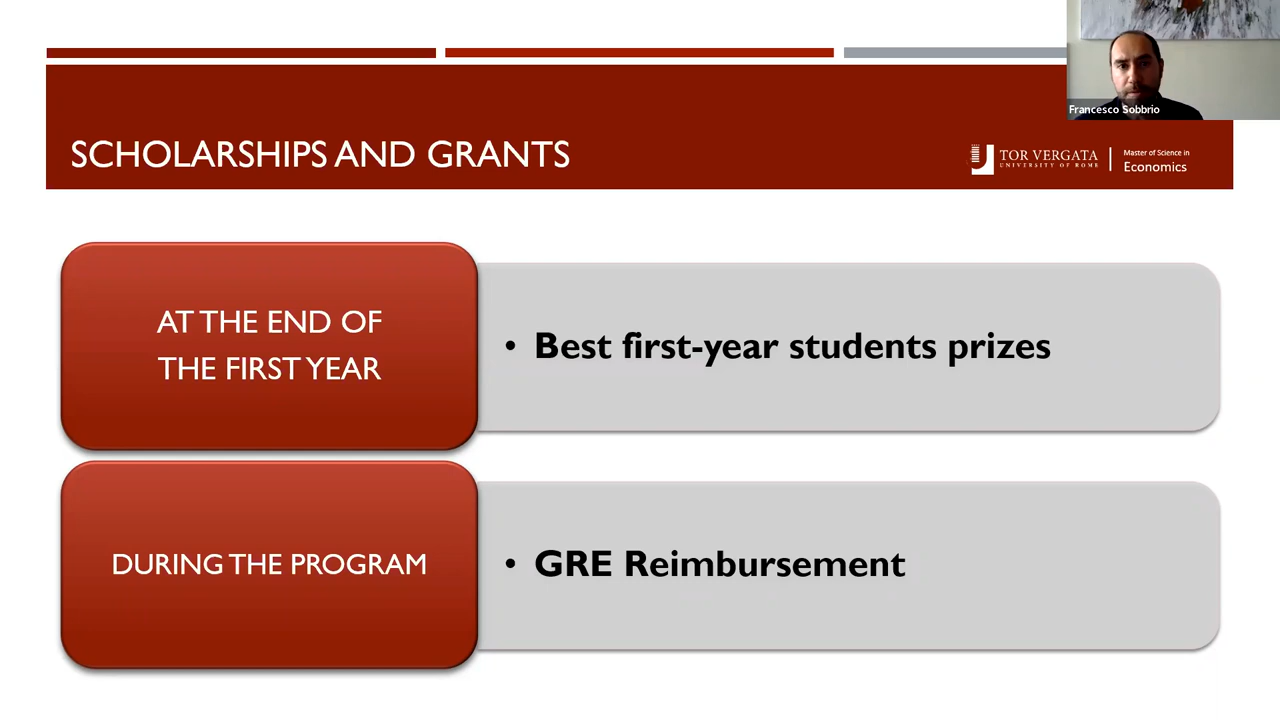 Francesco Sobbrio
SCHOLARSHIPS AND GRANTS
TOR VERGATA
UNIVERSITY OF ROME
Master of Science in
Economics
AT THE END OF
THE FIRST YEAR
• Best first-year students prizes
DURING THE PROGRAM
• GRE Reimbursement